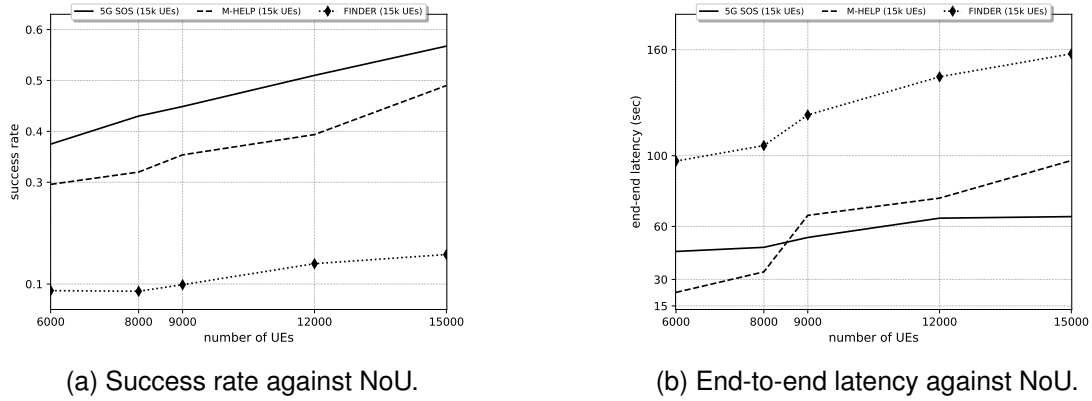 5G SOS (15k UEs) M-HELP (15k UEs) FINDER (15k UEs)
0.6
0.5
0.4
0.3
0.1
success rate
6000 8000 9000 12000 15000
number of UEs
(a) Success rate against NoU.
5G SOS (15k UEs) M-HELP (15k UEs) FINDER (15k UEs)
160
100
60
30
15
end-end latency (sec)
6000 8000 9000 12000 15000
number of UEs
(b) End-to-end latency against NoU.